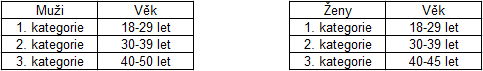 Muži Věk Ženy Věk
1. kategorie 18-29 let 1. kategorie 18-29 let
2. kategorie 30-39 let 2. kategorie 30-39 let
3. kategorie 40-50 let 3. kategorie 40-45 let